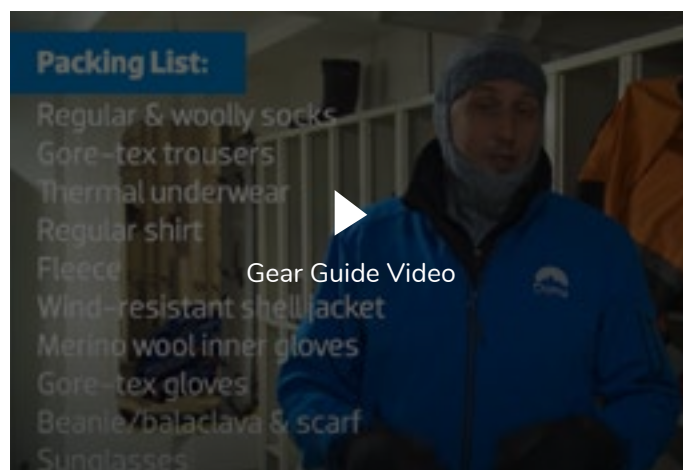 Packing List:
Regular & woolly socks
Gore-tex trousers
Thermal underwear
Regular shirt
Fleece
Gear Guide Video
Wind-resistant shell jacket
Merino wool inner gloves
Gore-tex gloves
Beanie/balaclava & scarf
Sunglasses